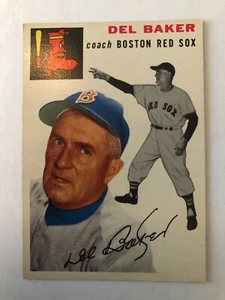 DEL BAKER
coach BOSTON RED SOX
B
RED SOX
Del Baker